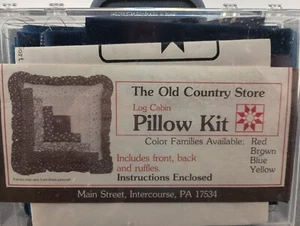 The Old Country Store
Log Cabin
Pillow Kit
Color Families Available: Red
Brown
Blue
Yellow
Includes front, back
and ruffles.
Instructions Enclosed
Main Street, Intercourse, PA 17534